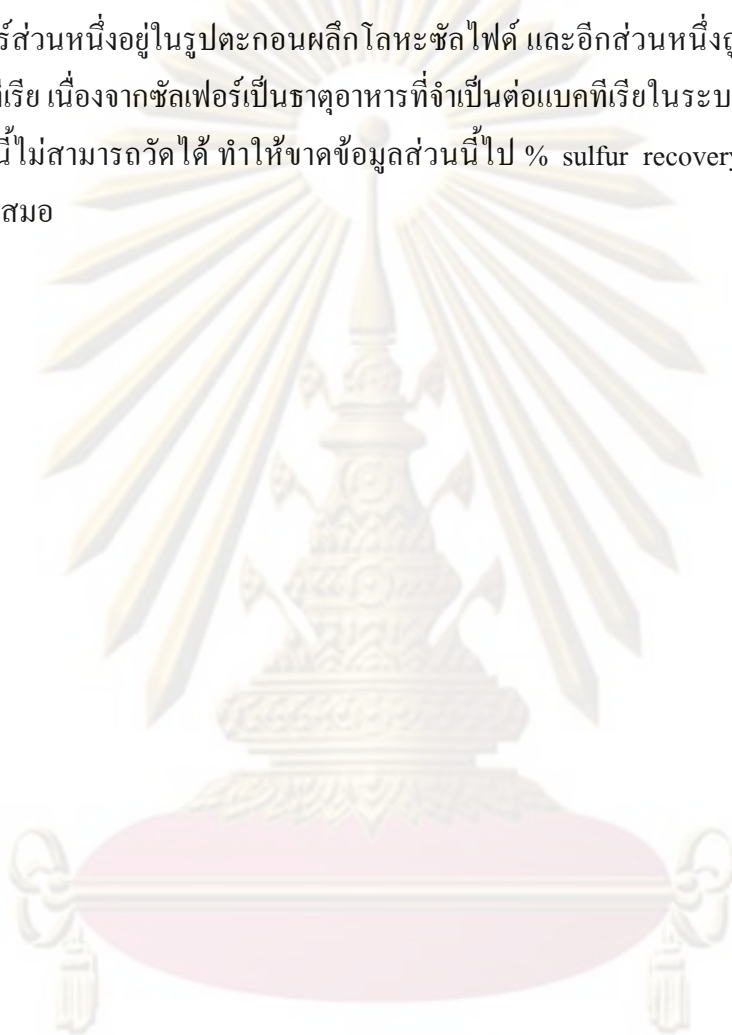 ร์ส่วนหนึ่งอยู่ในรูปตะกอนผลึกโลหะซัลไฟด์ และอีกส่วนหนึ่งถู
ทีเรีย เนื่องจากซัลเฟอร์เป็นธาตุอาหารที่จำเป็นต่อแบคทีเรียในระบ
นี้ไม่สามารถวัดได้ ทำให้ขาดข้อมูลส่วนนี้ไป % sulfur recovery
สมอ